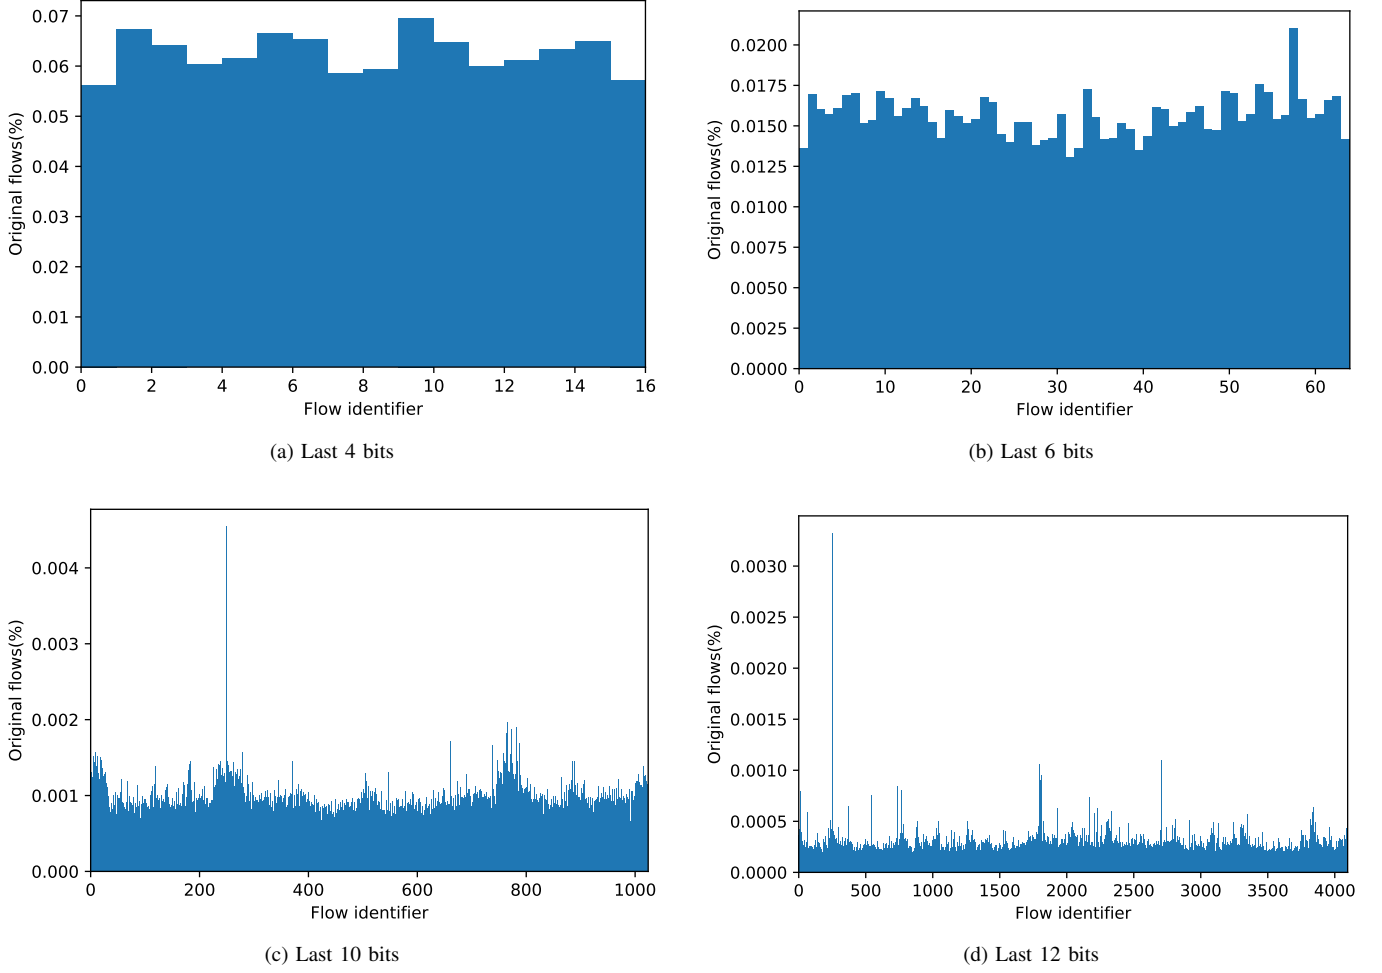 0.07
0.06
0.05
0.04
0.03
0.02
0.01
0.00
Original flows(%)
0 2 4 6 8 10 12 14 16
Flow identifier
(a) Last 4 bits
0.0200
0.0175
0.0150
0.0125
0.0100
0.0075
0.0050
0.0025
0.0000
Original flows(%)
0 10 20 30 40 50 60
Flow identifier
(b) Last 6 bits
0.004
0.003
0.002
0.001
0.000
Original flows(%)
0 200 400 600 800 1000
Flow identifier
(c) Last 10 bits
0.0030
0.0025
0.0020
0.0015
0.0010
0.0005
0.0000
Original flows(%)
0 500 1000 1500 2000 2500 3000 3500 4000
Flow identifier
(d) Last 12 bits